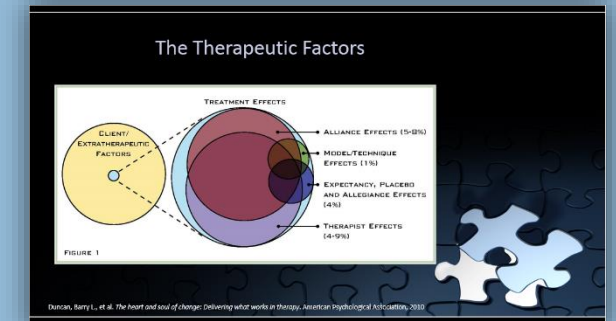 The Therapeutic Factors
TREATMENT EFFECTS
CLIENT/
EXTRATHERAPEUTIC
FACTORS
ALLIANCE EFFECTS (5-8%)
MODEL/TECHNIQUE
EFFECTS (1%)
EXPECTANCY, PLACEBO
AND ALLEGIANCE EFFECTS
(4%)
THERAPIST EFFECTS
(4-9%)
FIGURE 1
Duncan, Barry L., et al. The heart and soul of change: Delivering what works in therapy. American Psychological Association, 2010